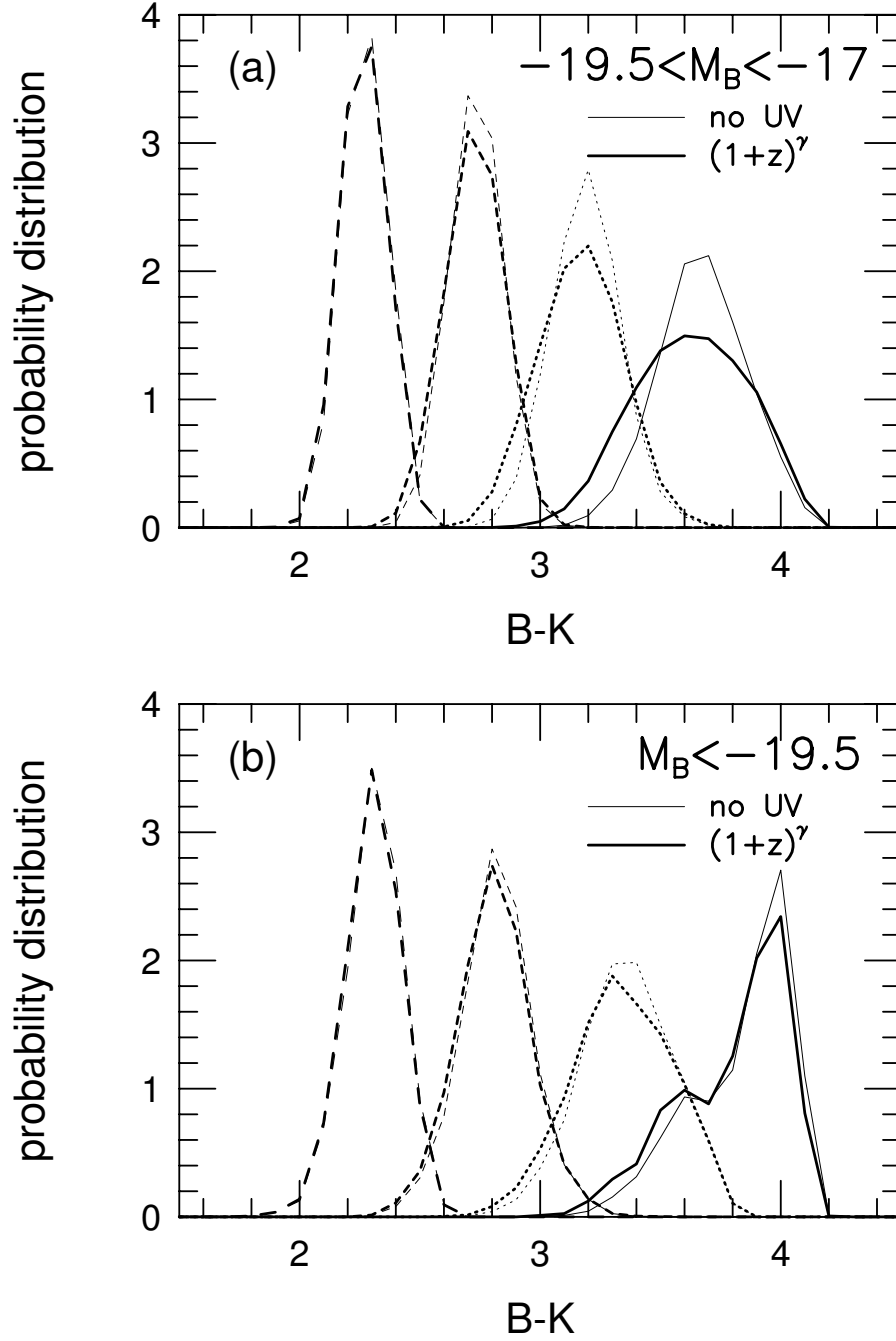 4
(a)
−19.5<M_B<−17
no UV
(1+z)^γ
3
2
1
0
probability distribution
2 3 4
B-K
4
(b)
M_B<−19.5
no UV
(1+z)^γ
3
2
1
0
probability distribution
2 3 4
B-K